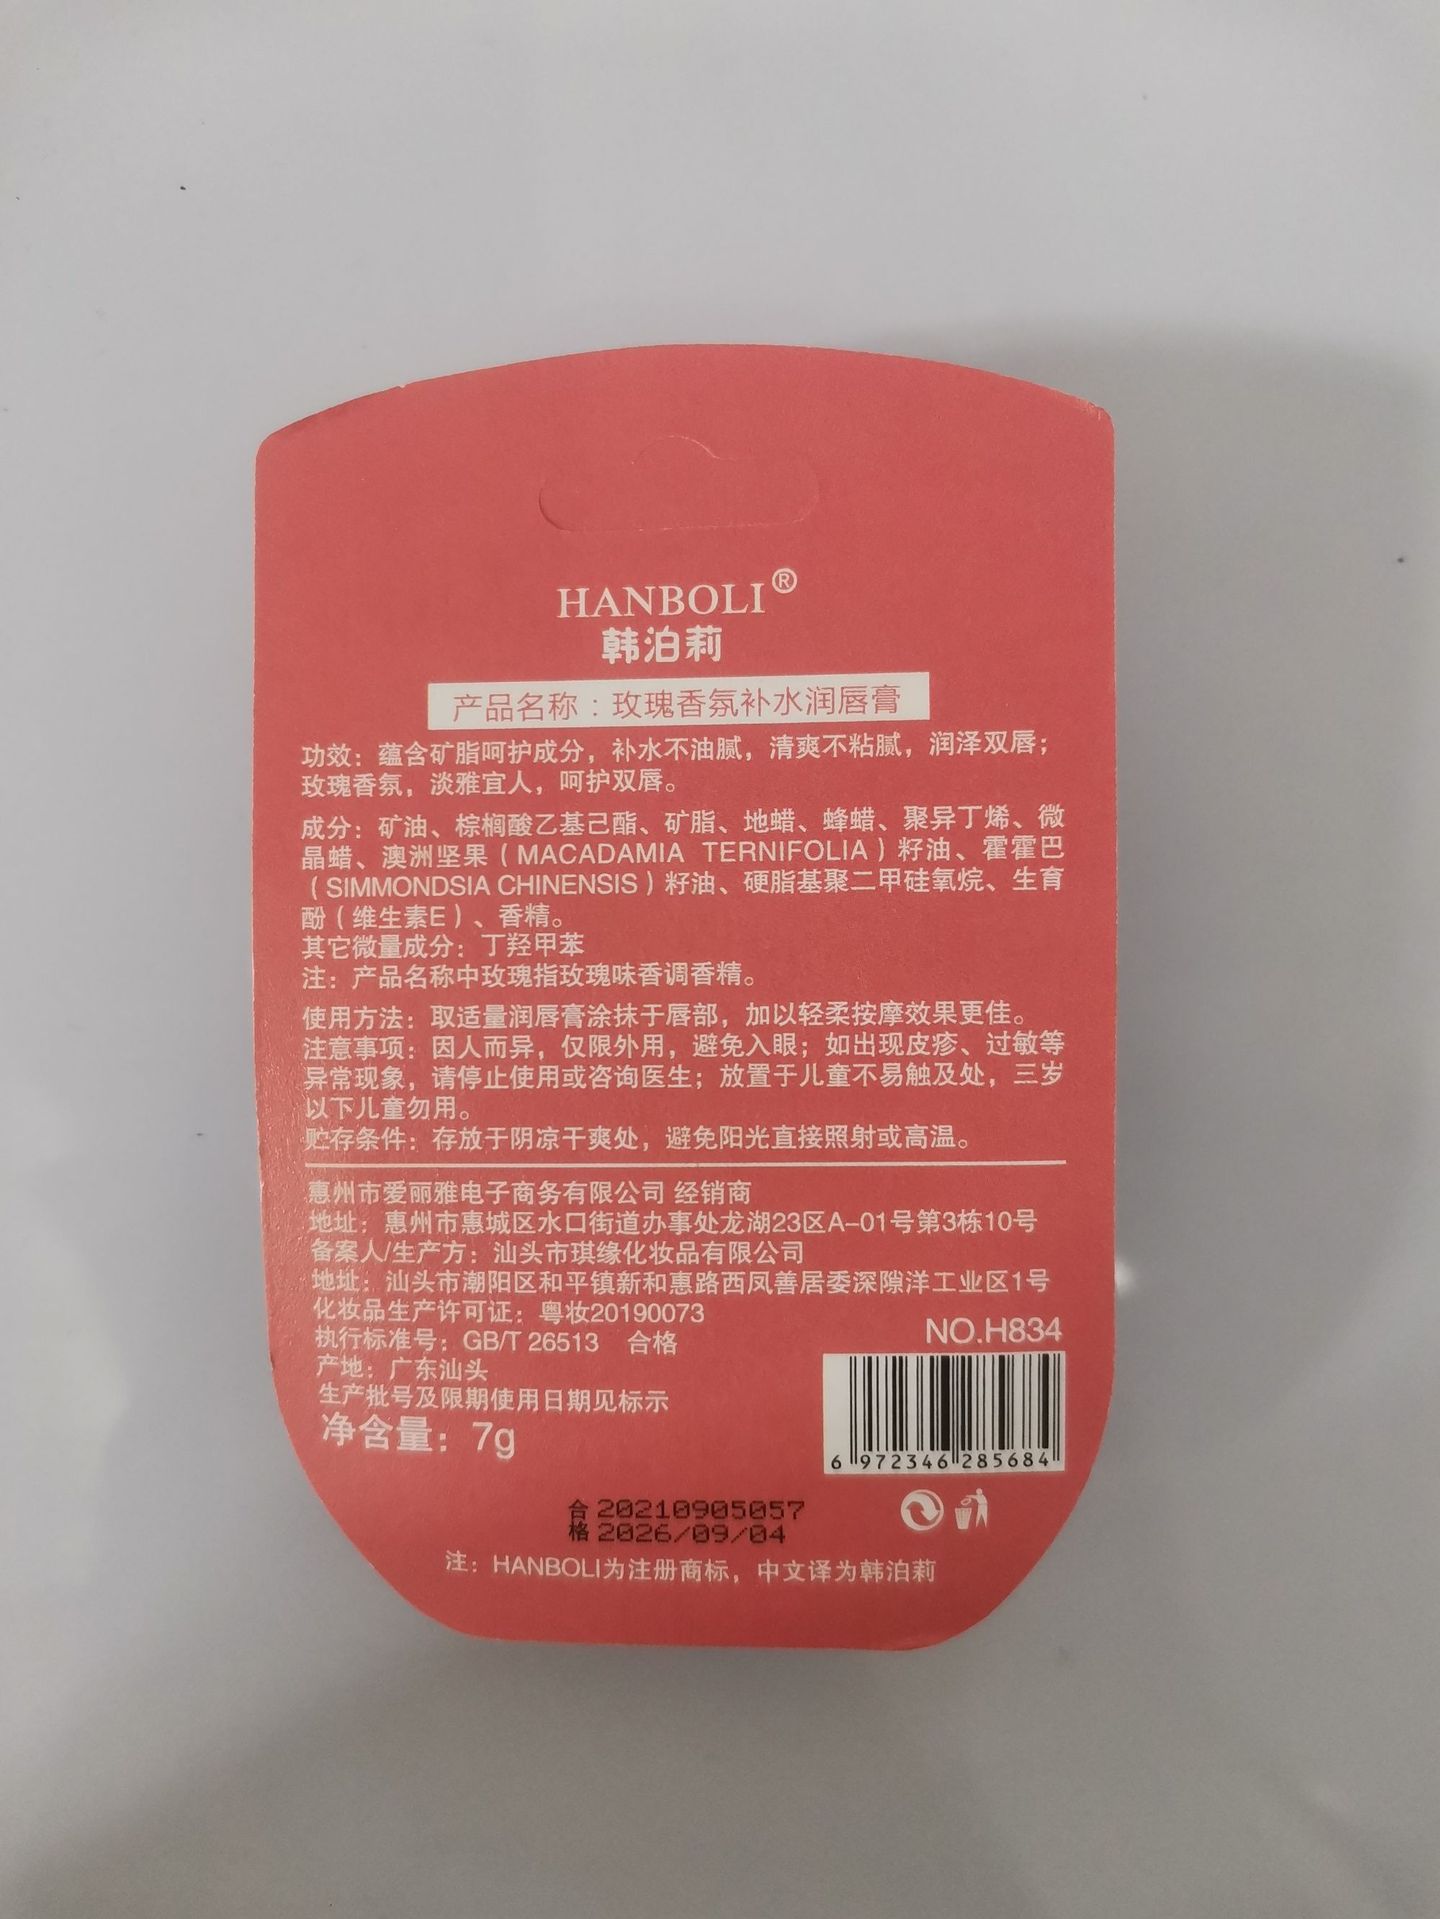 HANBOLI®
韩泊莉
产品名称：玫瑰香氛补水润唇膏
功效：蕴含矿脂呵护成分，补水不油腻，清爽不粘腻，润泽双唇；
玫瑰香氛，淡雅宜人，呵护双唇。
成分：矿油、棕榈酸乙基己酯、矿脂、地蜡、蜂蜡、聚异丁烯、微
晶蜡、澳洲坚果（MACADAMIA TERNIFOLIA）籽油、霍霍巴
（SIMMONDSIA CHINENSIS）籽油、硬脂基聚二甲硅氧烷、生育
酚（维生素E）、香精。
其它微量成分：丁羟甲苯
注：产品名称中玫瑰指玫瑰味香调香精。
使用方法：取适量润唇膏涂抹于唇部，加以轻柔按摩效果更佳。
注意事项：因人而异，仅限外用，避免入眼；如出现皮疹、过敏等
异常现象，请停止使用或咨询医生；放置于儿童不易触及处，三岁
以下儿童勿用。
贮存条件：存放于阴凉干爽处，避免阳光直接照射或高温。
惠州市爱丽雅电子商务有限公司 经销商
地址：惠州市惠城区水口街道办事处龙湖23区A-01号第3栋10号
备案人/生产方：汕头市琪缘化妆品有限公司
地址：汕头市潮阳区和平镇新和惠路西凤善居委深隙洋工业区1号
化妆品生产许可证：粤妆20190073
执行标准号：GB/T 26513 合格
产地：广东汕头
生产批号及限期使用日期见标示
净含量：7g
NO.H834
6 972346 285684
合 20210905057
格 2026/09/04
注：HANBOLI为注册商标，中文译为韩泊莉